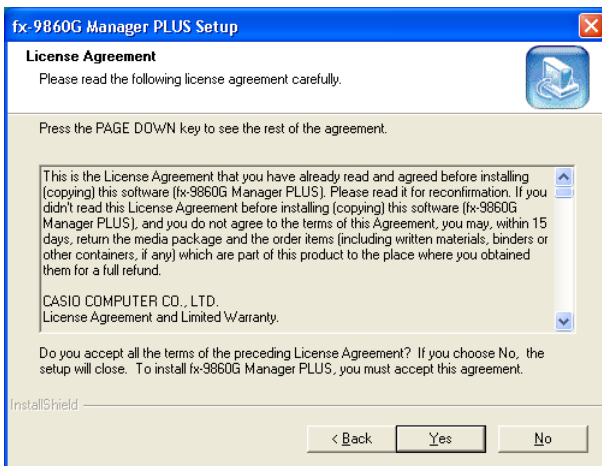 fx-9860G Manager PLUS Setup
License Agreement
Please read the following license agreement carefully.
Press the PAGE DOWN key to see the rest of the agreement.
This is the License Agreement that you have already read and agreed before installing
(copying) this software (fx-9860G Manager PLUS). Please read it for reconfirmation. If you
didn't read this License Agreement before installing (copying) this software (fx-9860G
Manager PLUS), and you do not agree to the terms of this Agreement, you may, within 15
days, return the media package and the order items (including written materials, binders or
other containers, if any) which are part of this product to the place where you obtained
them for a full refund.
CASIO COMPUTER CO., LTD.
License Agreement and Limited Warranty.
Do you accept all the terms of the preceding License Agreement? If you choose No, the
setup will close. To install fx-9860G Manager PLUS, you must accept this agreement.
InstallShield
< Back Yes No